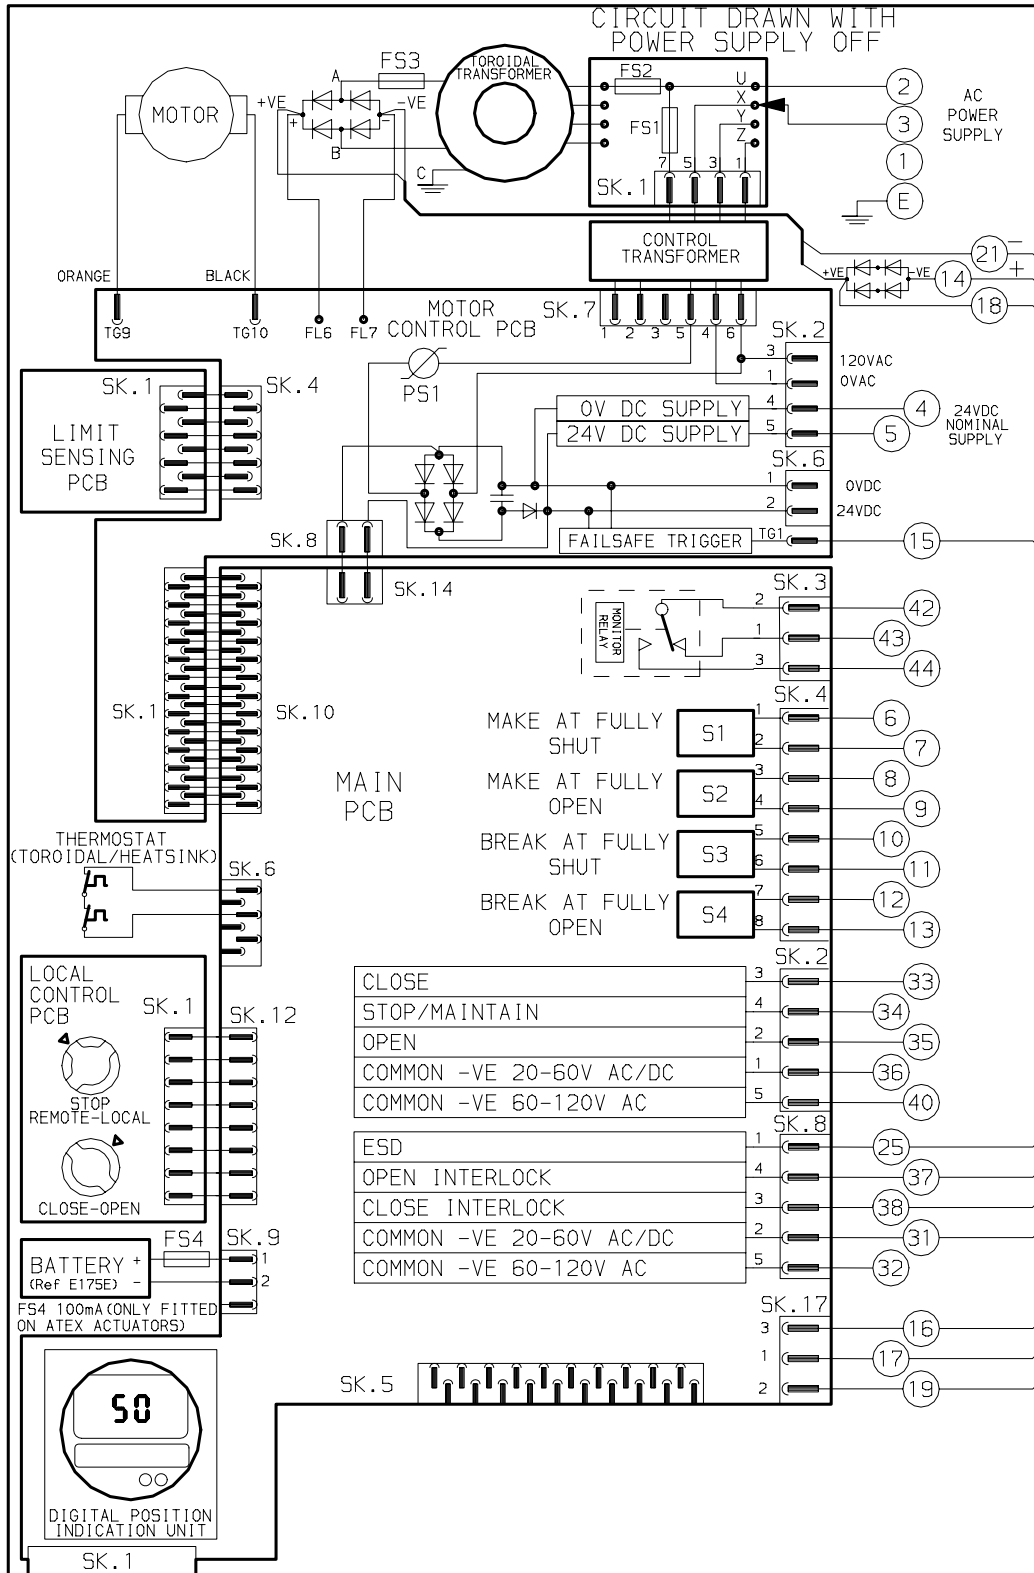 CIRCUIT DRAWN WITH
POWER SUPPLY OFF
TOROIDAL
TRANSFORMER
FS3
FS2
FS1
A
B
C
+VE
-VE
+
-
U
X
Y
Z
7 5 3 1
SK.1
2
3
1
E
AC
POWER
SUPPLY
MOTOR
CONTROL
TRANSFORMER
21
-
+
14
18
+VE
-VE
ORANGE
BLACK
TG9
TG10
FL6
FL7
MOTOR
CONTROL PCB
SK.7
1 2 3 5 4 6
SK.2
3
120VAC
1
0VAC
PS1
0V DC SUPPLY
4
4
24V DC SUPPLY
5
5
24VDC
NOMINAL
SUPPLY
SK.6
1
0VDC
2
24VDC
FAILSAFE TRIGGER
TG1
15
SK.1
SK.4
LIMIT
SENSING
PCB
SK.8
SK.14
SK.3
MONITOR
RELAY
2
42
1
43
3
44
SK.1
SK.10
MAIN
PCB
SK.4
MAKE AT FULLY
SHUT
S1
1
6
2
7
MAKE AT FULLY
OPEN
S2
3
8
4
9
BREAK AT FULLY
SHUT
S3
5
10
6
11
BREAK AT FULLY
OPEN
S4
7
12
8
13
THERMOSTAT
(TOROIDAL/HEATSINK)
SK.6
SK.2
CLOSE
3
33
STOP/MAINTAIN
4
34
OPEN
2
35
COMMON -VE 20-60V AC/DC
1
36
COMMON -VE 60-120V AC
5
40
LOCAL
CONTROL
PCB
SK.1
SK.12
STOP
REMOTE-LOCAL
CLOSE-OPEN
SK.8
ESD
1
25
OPEN INTERLOCK
4
37
CLOSE INTERLOCK
3
38
COMMON -VE 20-60V AC/DC
2
31
COMMON -VE 60-120V AC
5
32
FS4
SK.9
BATTERY
(Ref E175E)
+
-
1
2
FS4 100mA(ONLY FITTED
ON ATEX ACTUATORS)
SK.17
3
16
1
17
2
19
SK.5
50
DIGITAL POSITION
INDICATION UNIT
SK.1